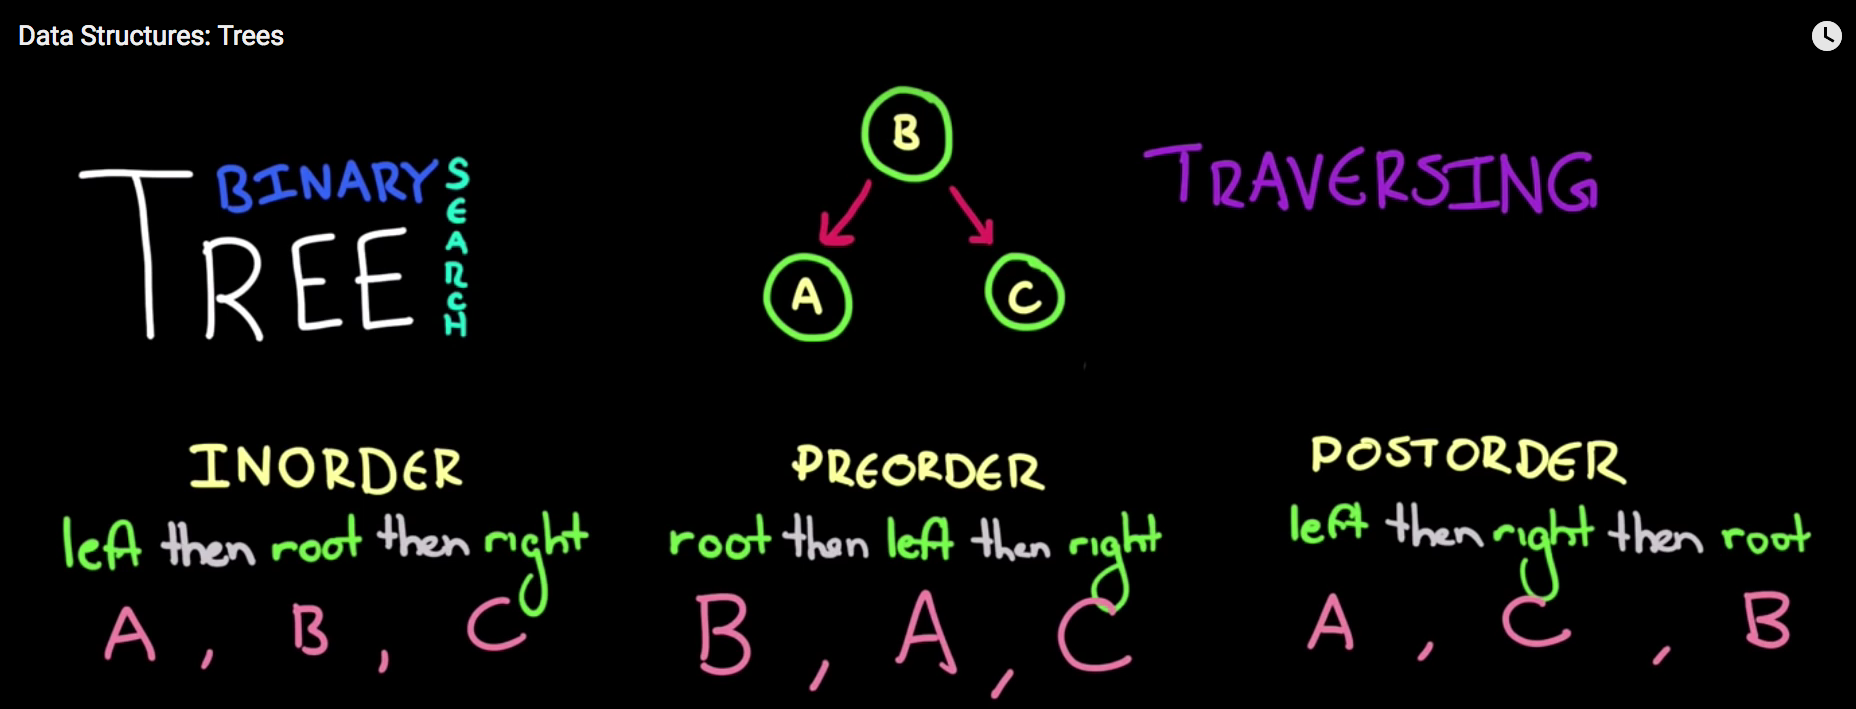 Data Structures: Trees
BINARY
SEARCH
TREE
B
A
C
TRAVERSING
INORDER
left then root then right
A , B , C
PREORDER
root then left then right
B , A , C
POSTORDER
left then right then root
A , C , B